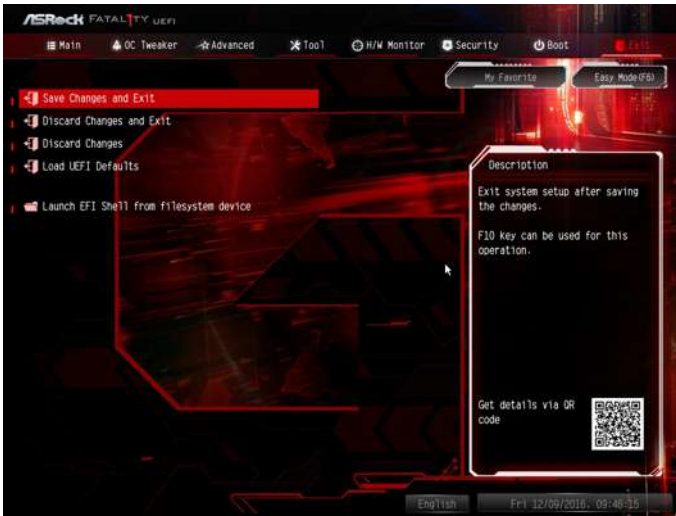 ASRock FATAL1TY UEFI
Main OC Tweaker Advanced Tool H/W Monitor Security Boot Exit
My Favorite Easy Mode(F6)
Save Changes and Exit
Discard Changes and Exit
Discard Changes
Load UEFI Defaults
Launch EFI Shell from filesystem device
Description
Exit system setup after saving
the changes.
F10 key can be used for this
operation.
Get details via QR
code
English Fri 12/09/2016, 09:46:15